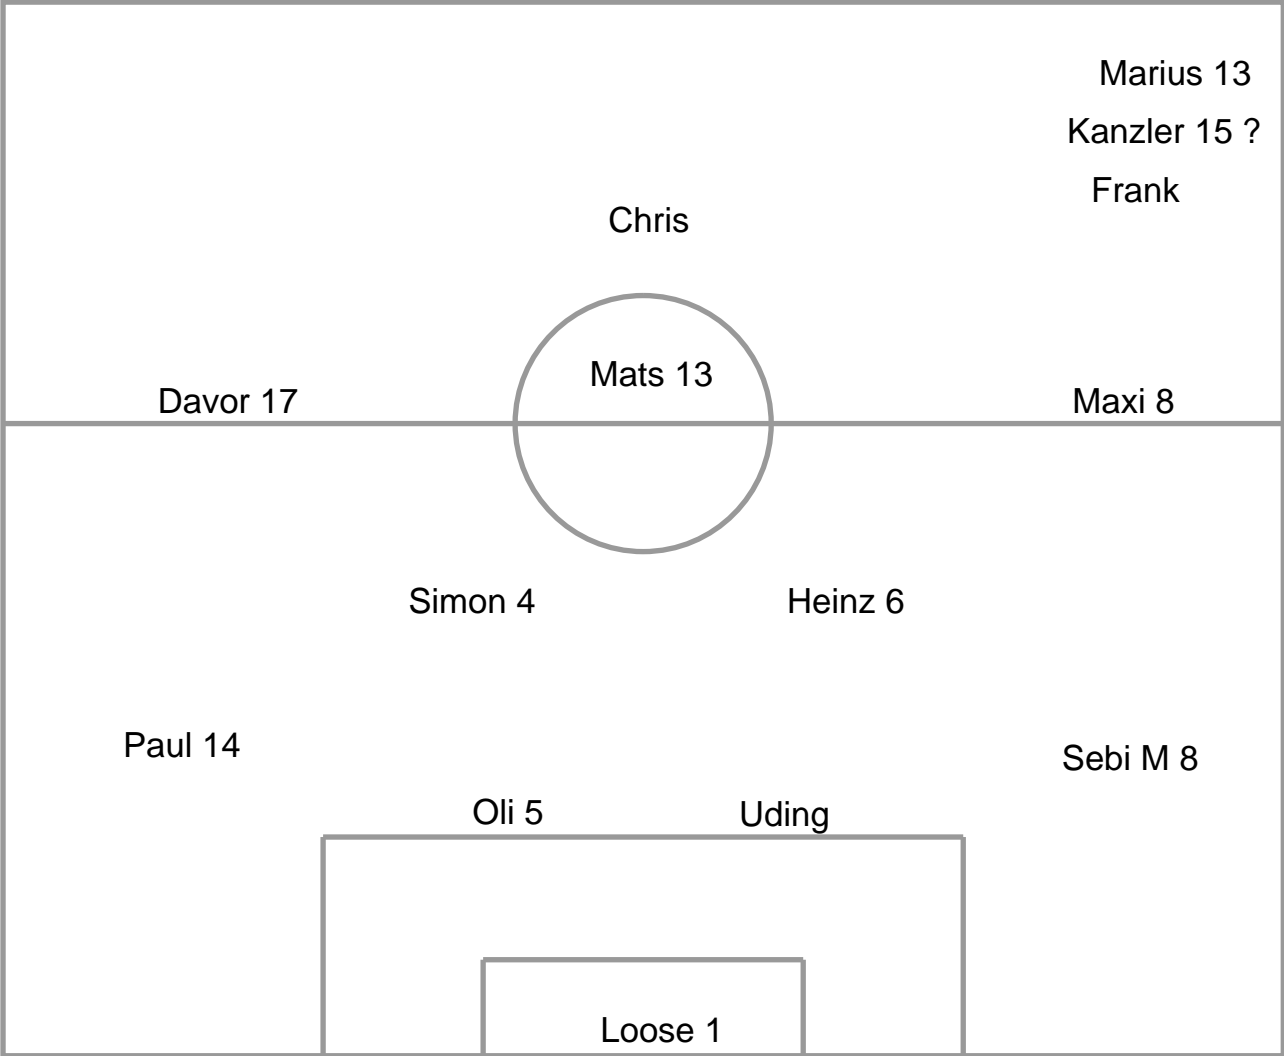 Marius 13
Kanzler 15 ?
Frank
Chris
Mats 13
Davor 17
Maxi 8
Simon 4
Heinz 6
Paul 14
Sebi M 8
Oli 5
Uding
Loose 1